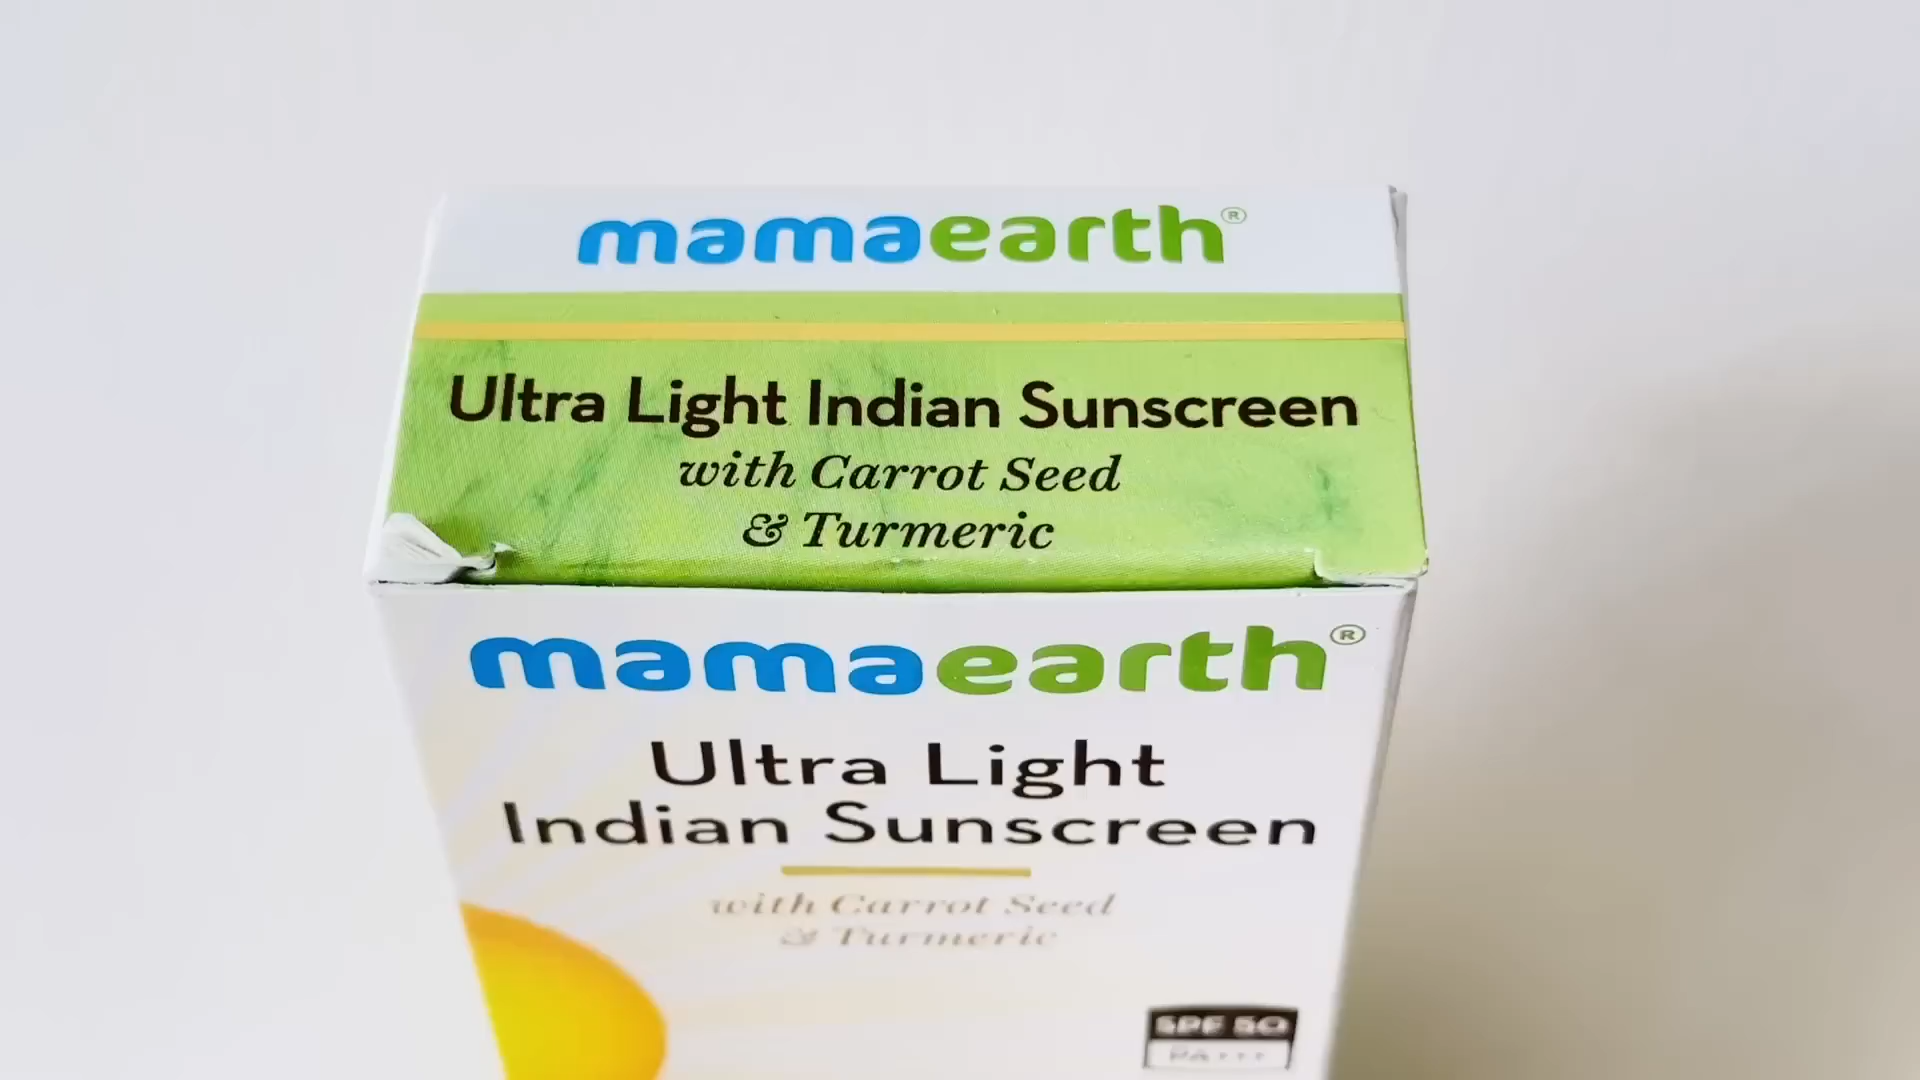 mamaearth®
Ultra Light Indian Sunscreen
with Carrot Seed
& Turmeric
mamaearth®
Ultra Light
Indian Sunscreen
with Carrot Seed
& Turmeric
SPF 50
PA+++